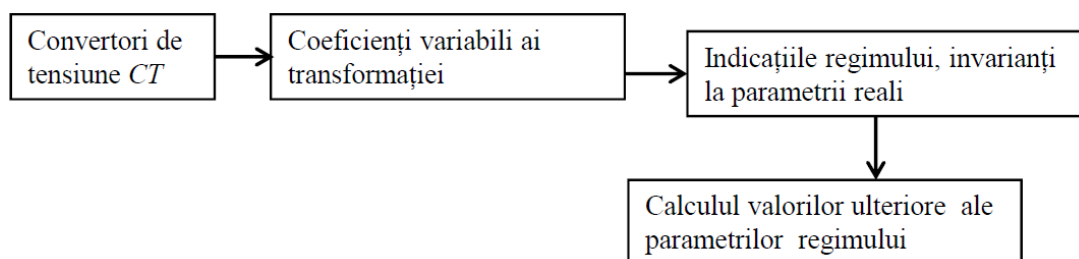 Convertori de
tensiune CT
Coeficienți variabili ai
transformației
Indicațiile regimului, invarianți
la parametrii reali
Calculul valorilor ulterioare ale
parametrilor regimului